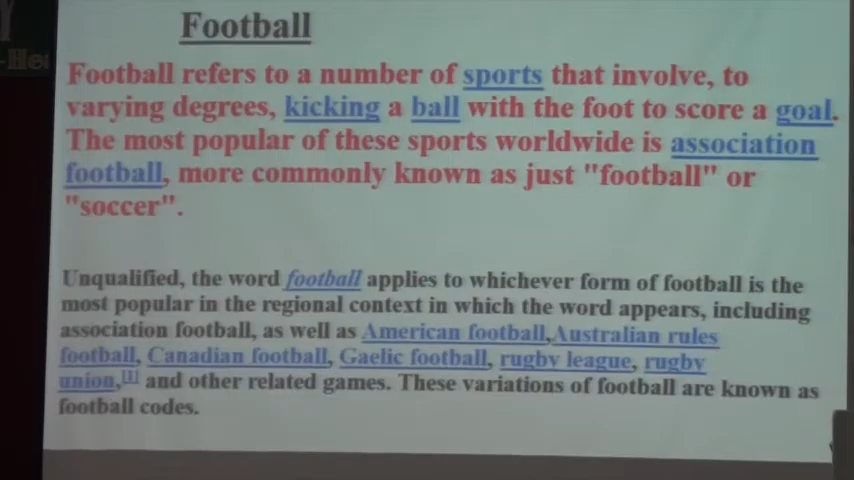 Football
Football refers to a number of sports that involve, to
varying degrees, kicking a ball with the foot to score a goal.
The most popular of these sports worldwide is association
football, more commonly known as just "football" or
"soccer".
Unqualified, the word football applies to whichever form of football is the
most popular in the regional context in which the word appears, including
association football, as well as American football,Australian rules
football, Canadian football, Gaelic football, rugby league, rugby
union,[1] and other related games. These variations of football are known as
football codes.